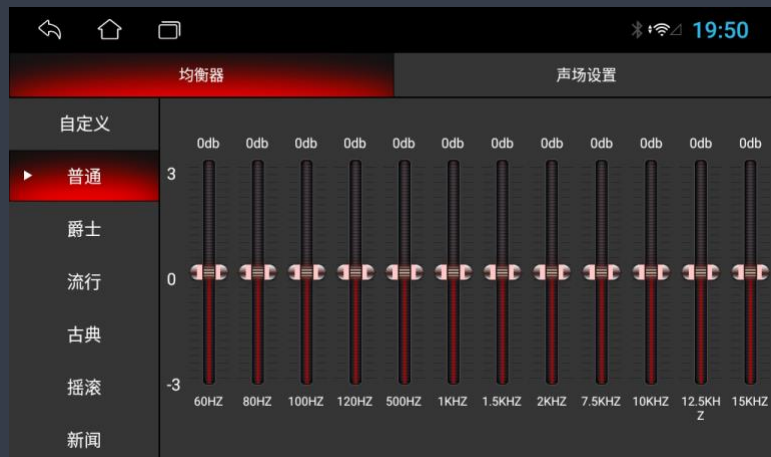 19:50
均衡器 声场设置
自定义
普通
爵士
流行
古典
摇滚
新闻
0db 0db 0db 0db 0db 0db 0db 0db 0db 0db 0db 0db
3
0
-3
60HZ 80HZ 100HZ 120HZ 500HZ 1KHZ 1.5KHZ 2KHZ 7.5KHZ 10KHZ 12.5KH 15KHZ
Z